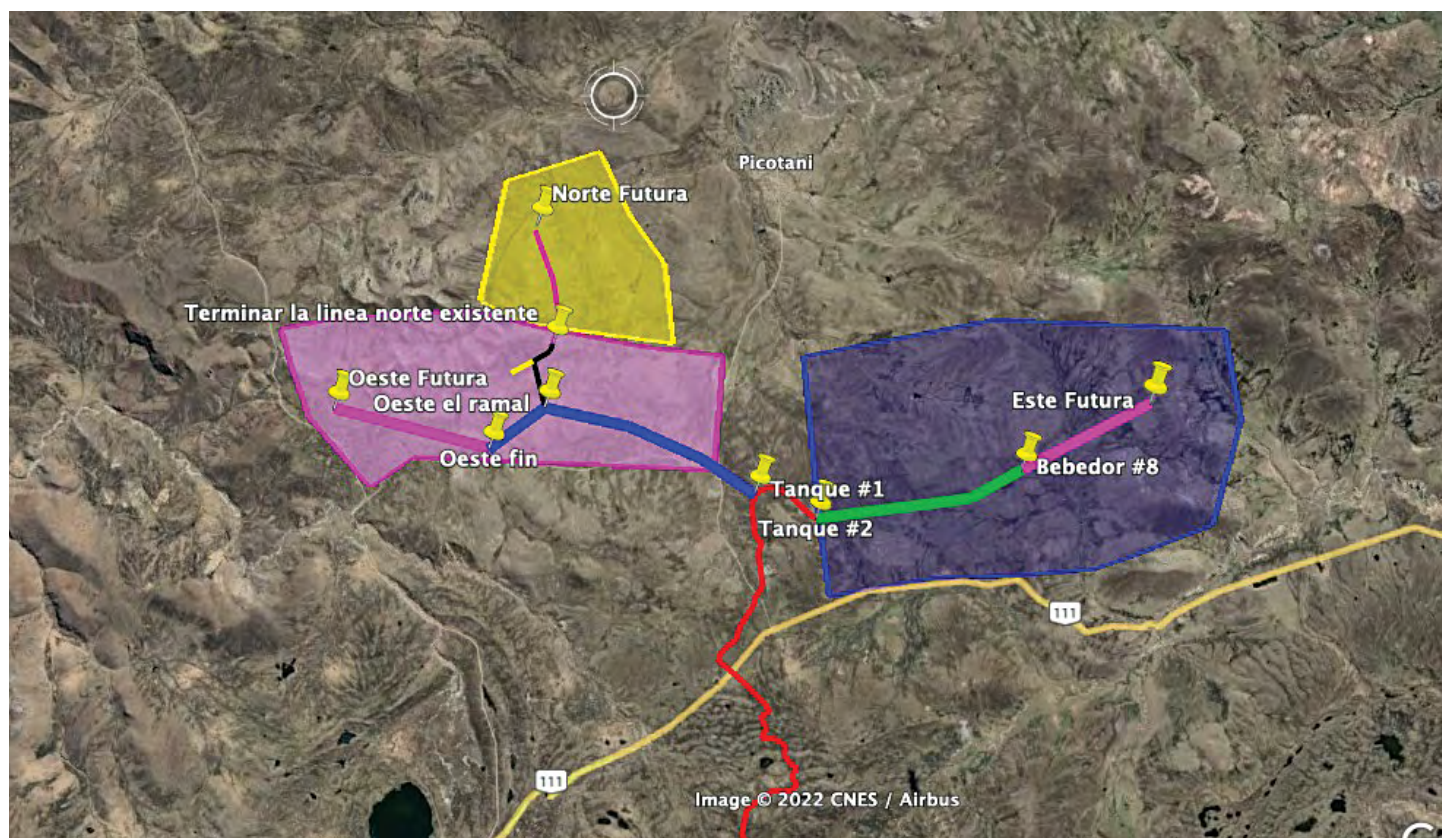 Picotani
Norte Futura
Terminar la linea norte existente
Oeste Futura
Oeste el ramal
Este Futura
Oeste fin
Bebedor #8
Tanque #1
Tanque #2
111
111
Image © 2022 CNES / Airbus